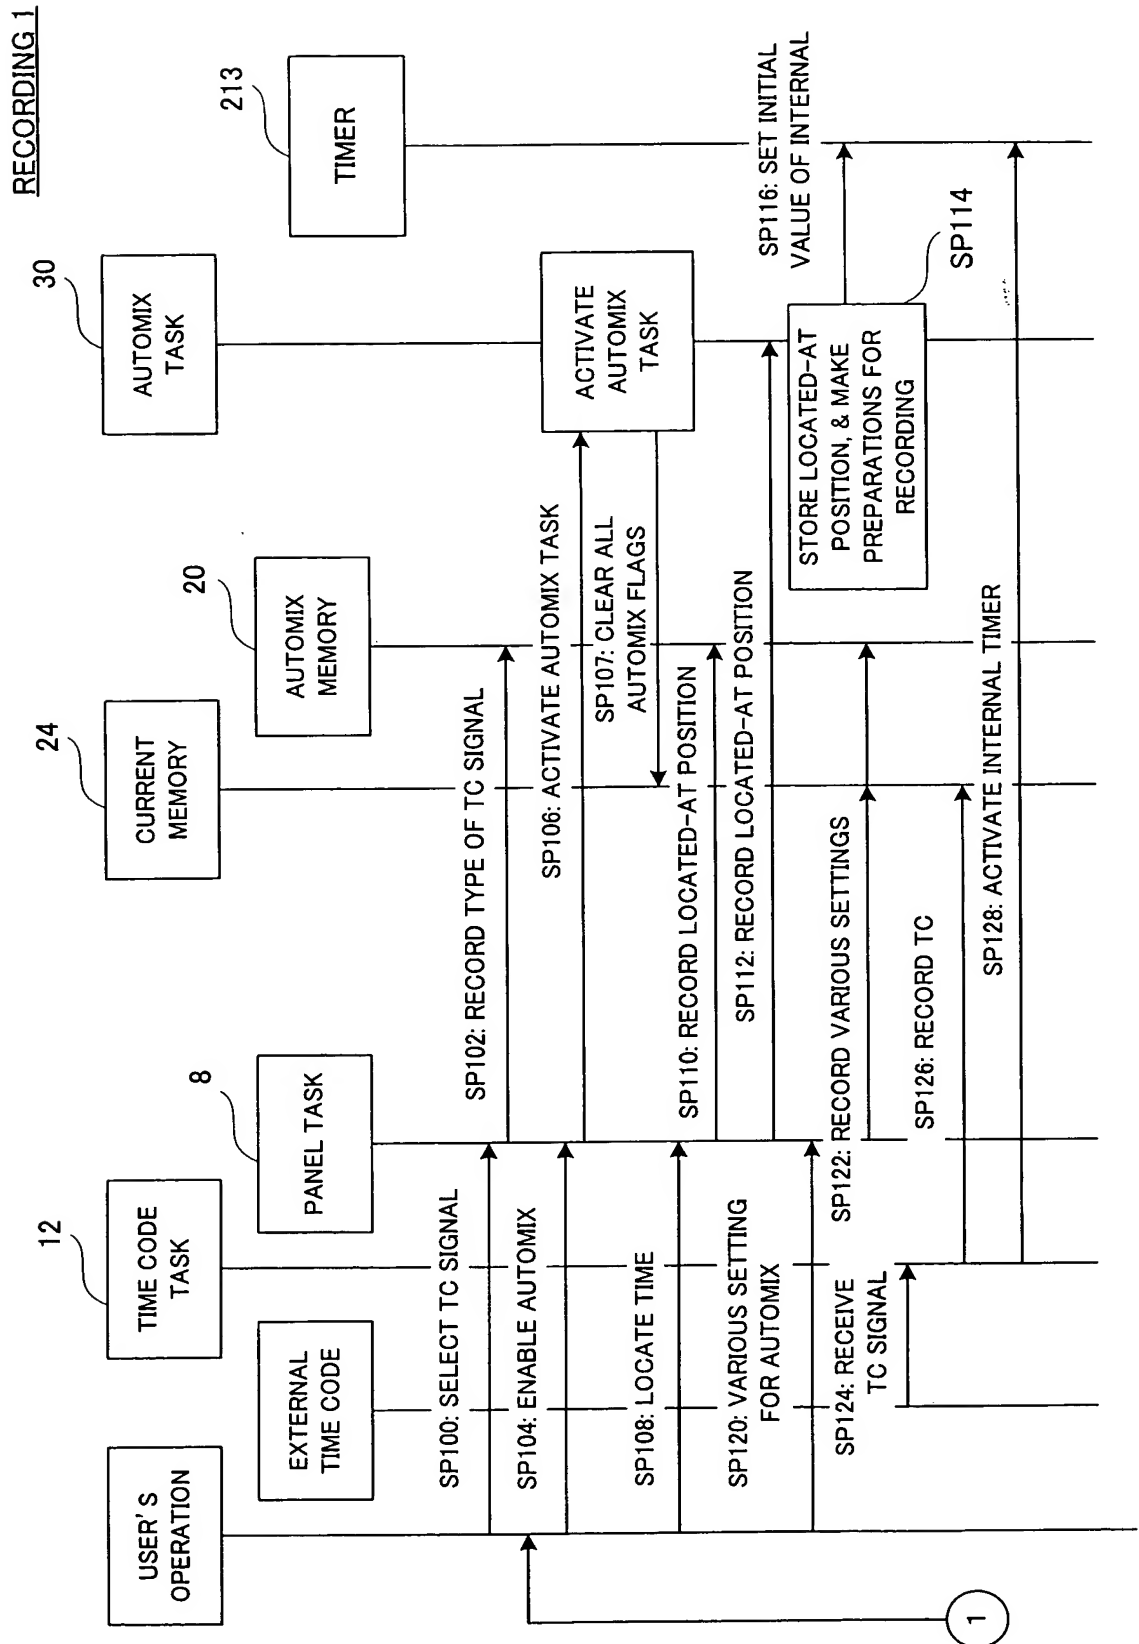 RECORDING 1
USER'S
OPERATION
EXTERNAL
TIME CODE
TIME CODE
TASK
12
PANEL TASK
8
CURRENT
MEMORY
24
AUTOMIX
MEMORY
20
AUTOMIX
TASK
30
TIMER
213
SP100: SELECT TC SIGNAL
SP102: RECORD TYPE OF TC SIGNAL
SP104: ENABLE AUTOMIX
SP106: ACTIVATE AUTOMIX TASK
ACTIVATE
AUTOMIX
TASK
SP107: CLEAR ALL
AUTOMIX FLAGS
SP108: LOCATE TIME
SP110: RECORD LOCATED-AT POSITION
SP112: RECORD LOCATED-AT POSITION
STORE LOCATED-AT
POSITION, & MAKE
PREPARATIONS FOR
RECORDING
SP114
SP116: SET INITIAL
VALUE OF INTERNAL
SP120: VARIOUS SETTING
FOR AUTOMIX
SP122: RECORD VARIOUS SETTINGS
SP124: RECEIVE
TC SIGNAL
SP126: RECORD TC
SP128: ACTIVATE INTERNAL TIMER
1